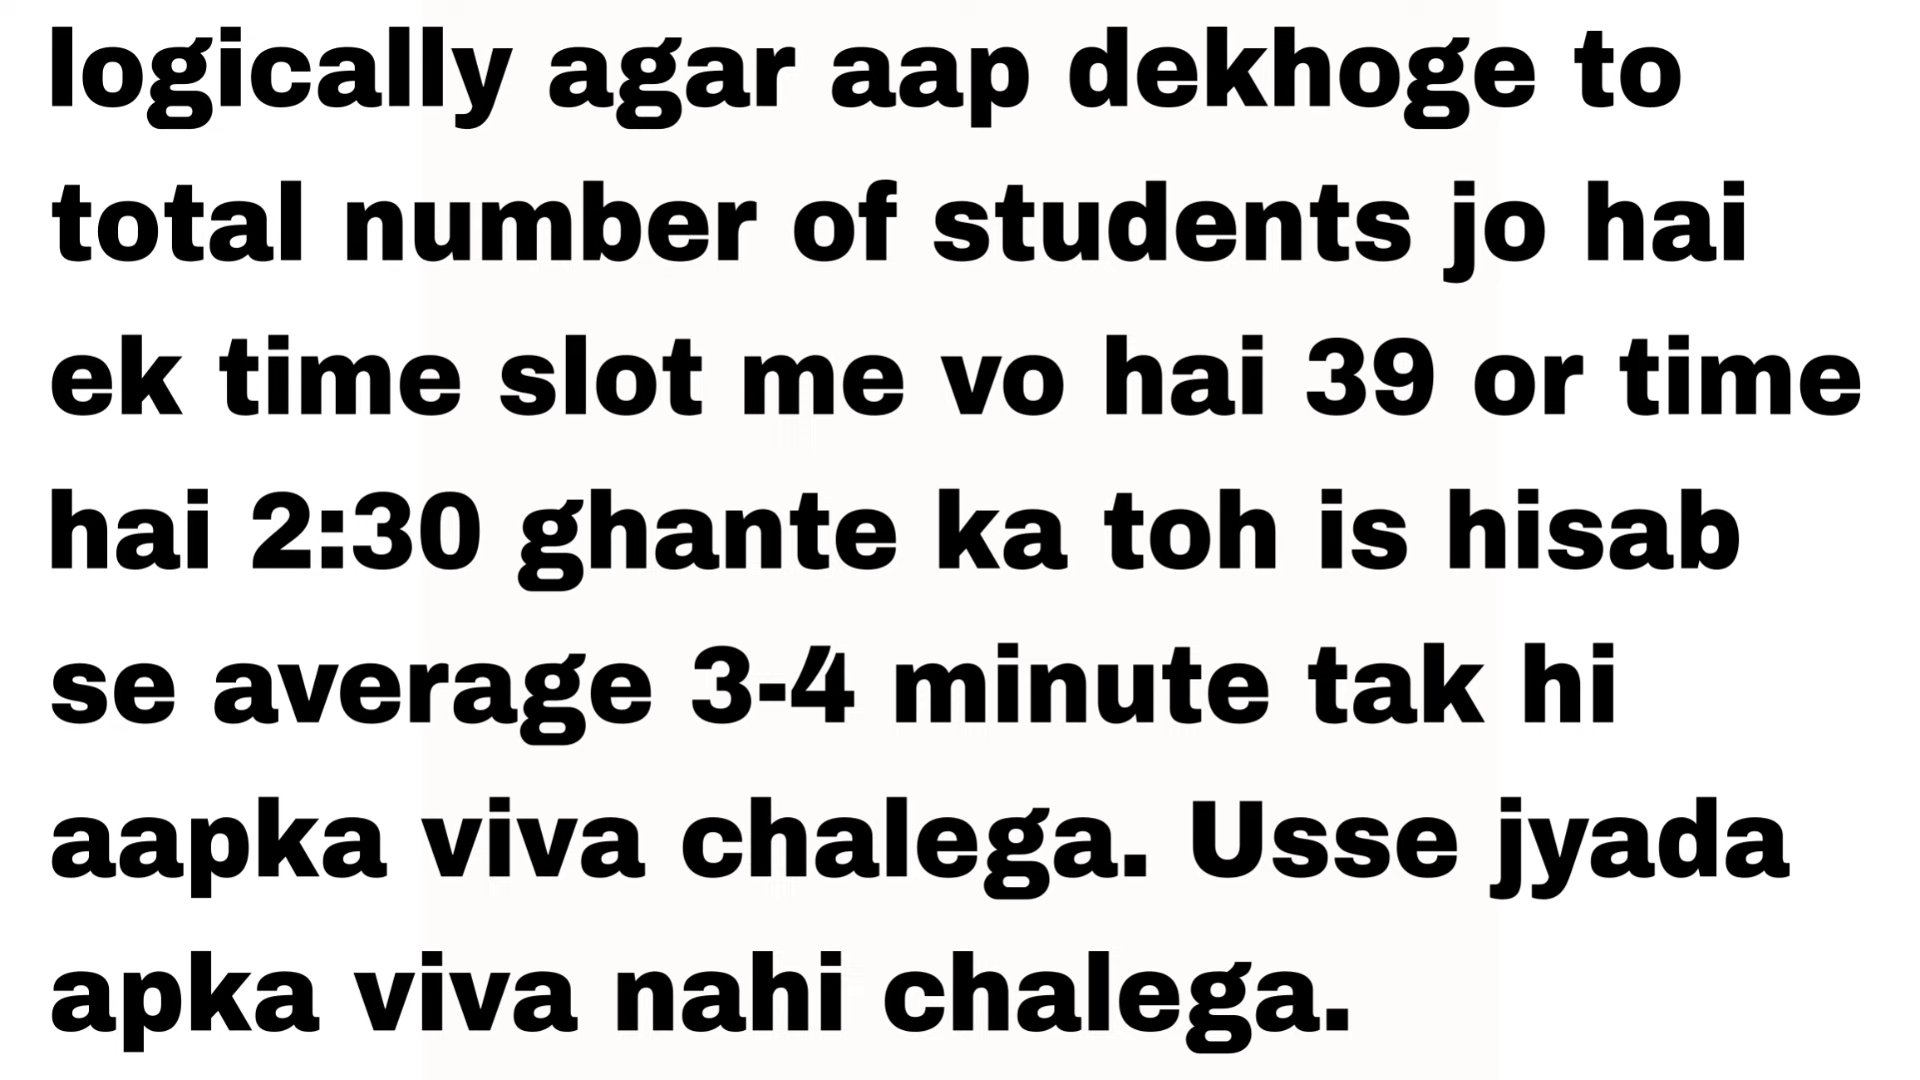 logically agar aap dekhoge to
total number of students jo hai
ek time slot me vo hai 39 or time
hai 2:30 ghante ka toh is hisab
se average 3-4 minute tak hi
aapka viva chalega. Usse jyada
apka viva nahi chalega.